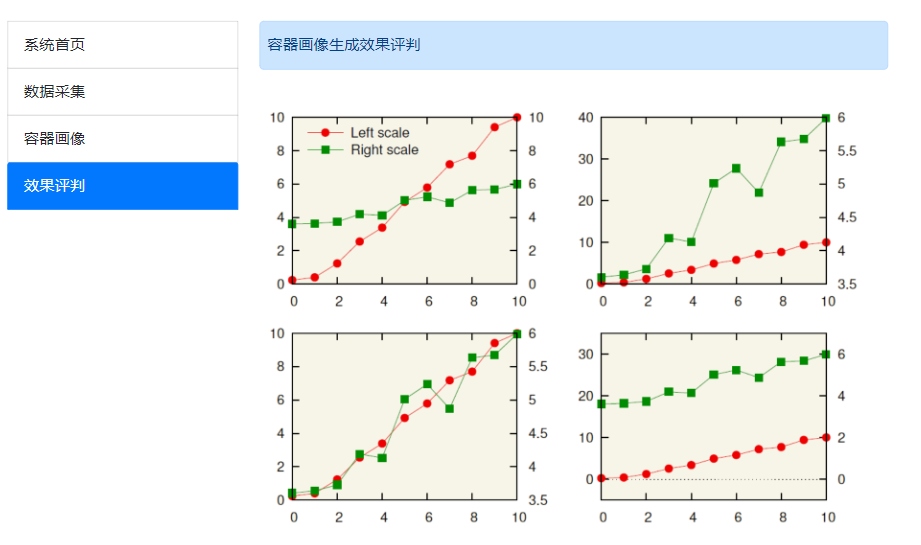 系统首页
数据采集
容器画像
效果评判
容器画像生成效果评判
10 10
Left scale
Right scale
8 8
6 6
4 4
2 2
0 0
0 2 4 6 8 10
40 6
5.5
30
5
20
4.5
10 4
0 3.5
0 2 4 6 8 10
10 6
8 5.5
6 5
4 4.5
2 4
0 3.5
0 2 4 6 8 10
30 6
20 4
10 2
0 0
0 2 4 6 8 10